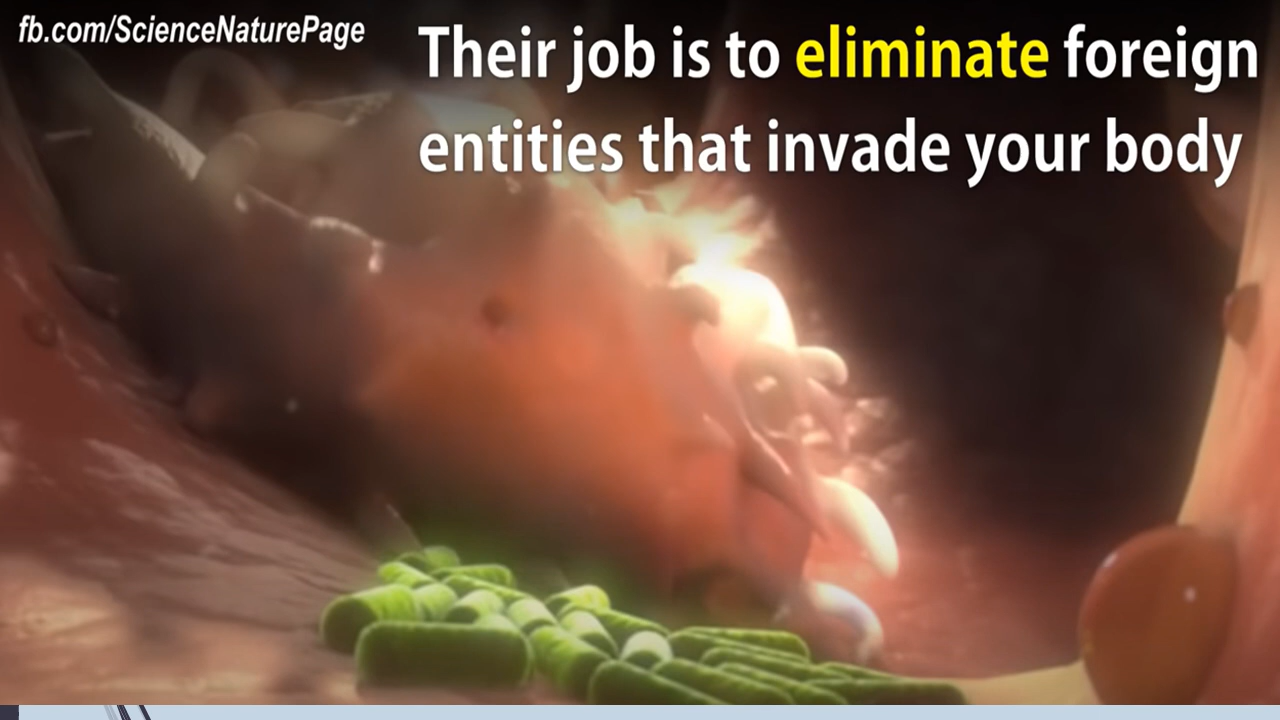 fb.com/ScienceNaturePage
Their job is to eliminate foreign
entities that invade your body